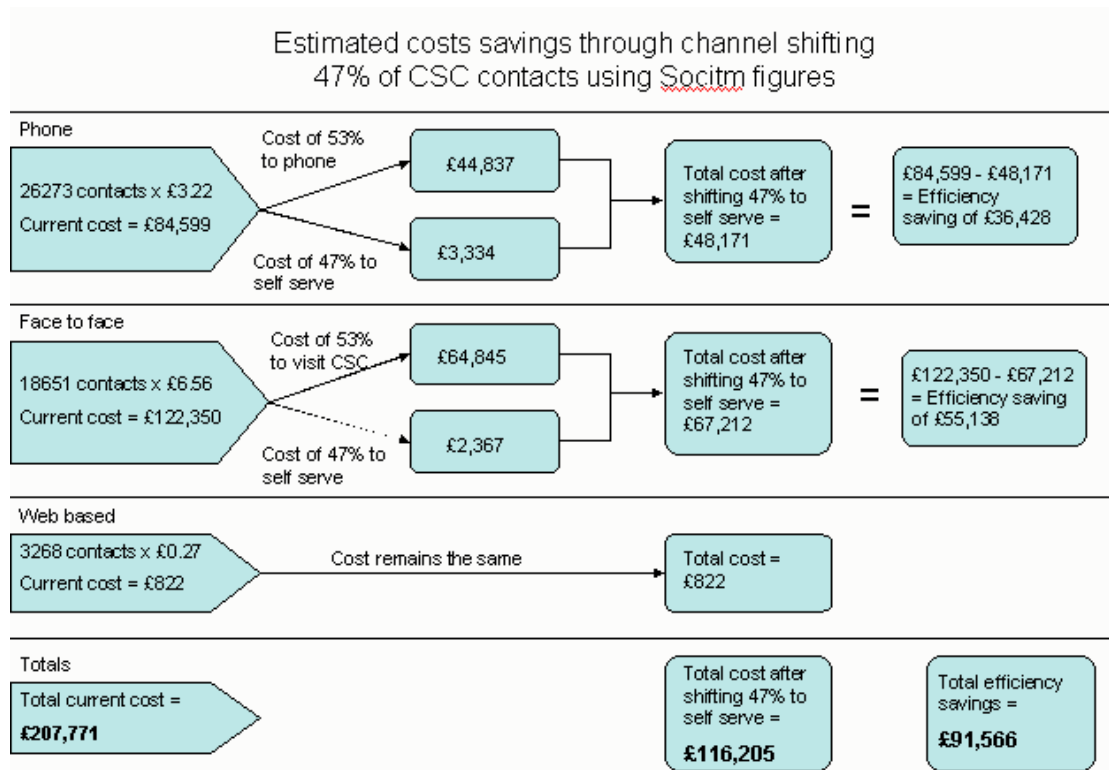 Estimated costs savings through channel shifting
47% of CSC contacts using Socitm figures
Phone
26273 contacts x £3.22
Current cost = £84,599
Cost of 53%
to phone
£44,837
Cost of 47% to
self serve
£3,334
Total cost after
shifting 47% to
self serve =
£48,171
=
£84,599 - £48,171
= Efficiency
saving of £36,428
Face to face
18651 contacts x £6.56
Current cost = £122,350
Cost of 53%
to visit CSC
£64,845
Cost of 47% to
self serve
£2,367
Total cost after
shifting 47% to
self serve =
£67,212
=
£122,350 - £67,212
= Efficiency saving
of £55,138
Web based
3268 contacts x £0.27
Current cost = £822
Cost remains the same
Total cost =
£822
Totals
Total current cost =
£207,771
Total cost after
shifting 47% to
self serve =
£116,205
Total efficiency
savings =
£91,566